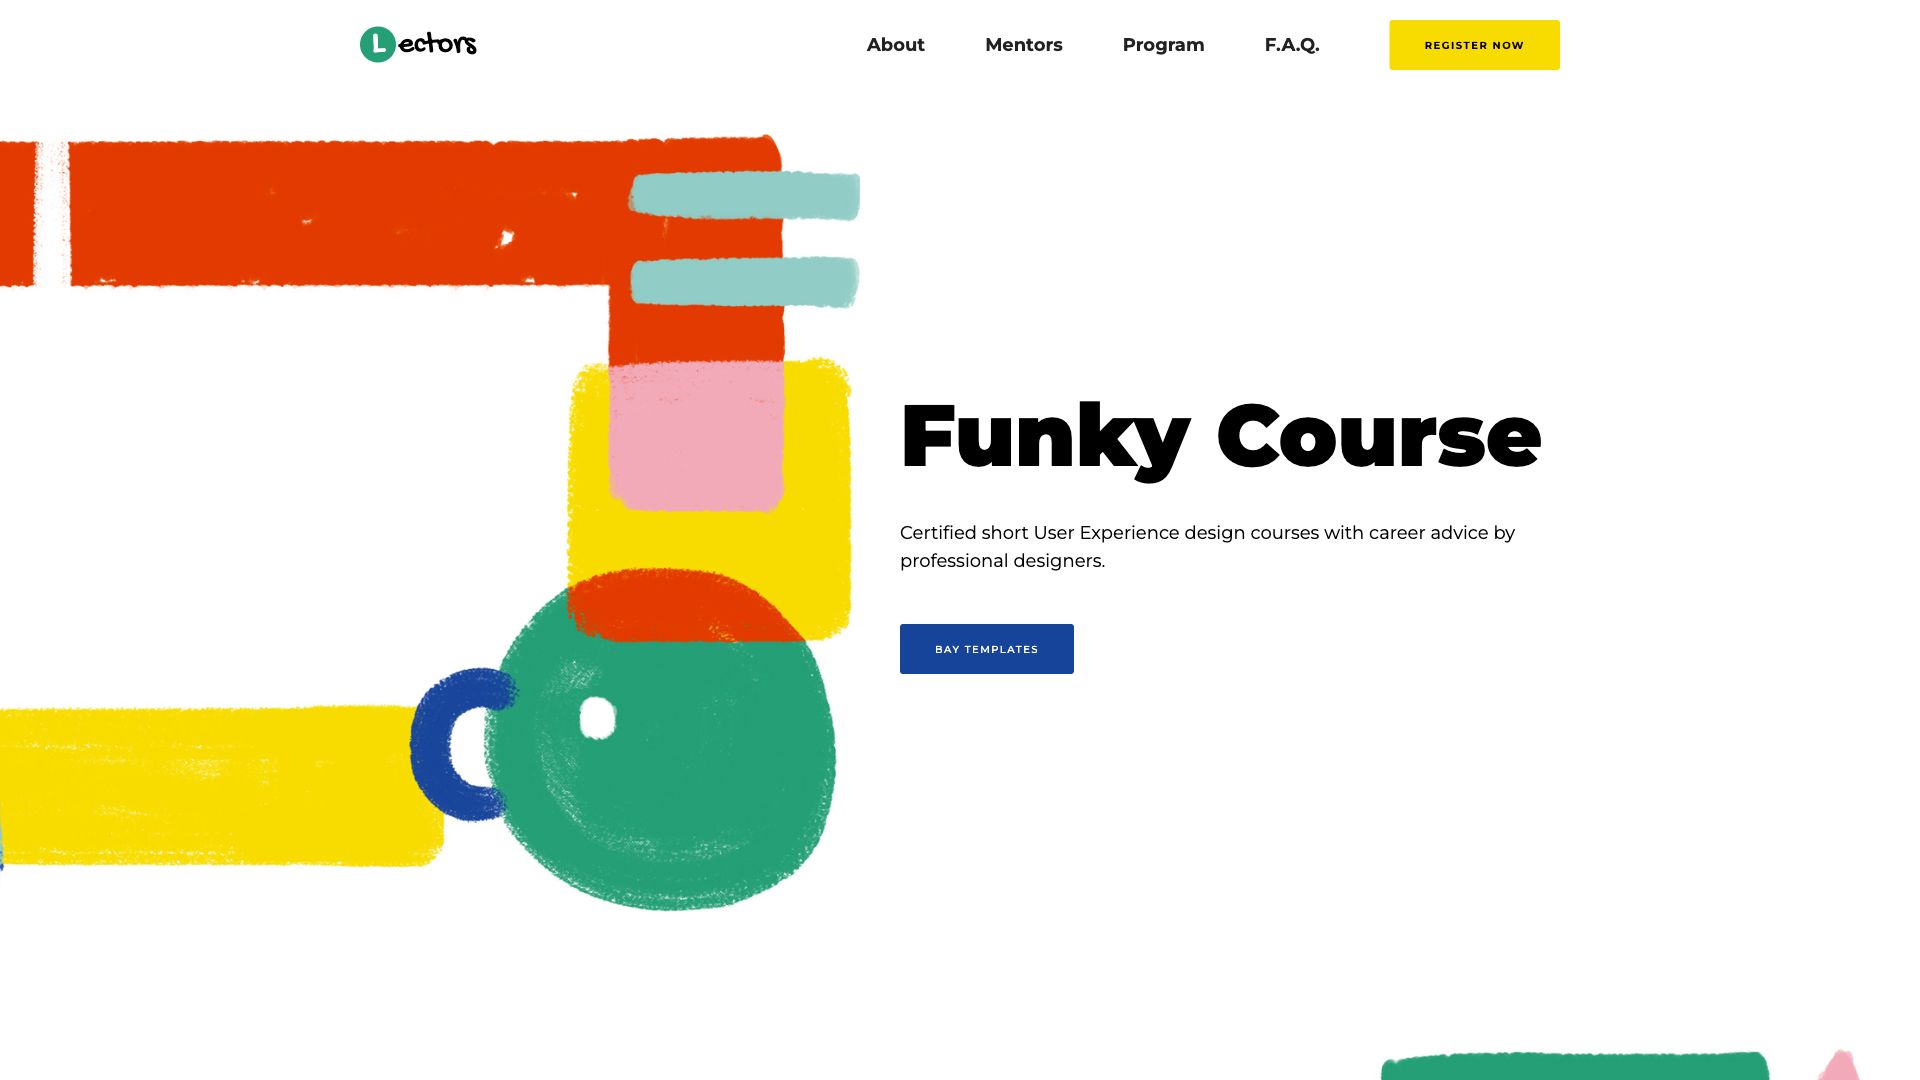 Lectors
About
Mentors
Program
F.A.Q.
REGISTER NOW
Funky Course
Certified short User Experience design courses with career advice by
professional designers.
BAY TEMPLATES